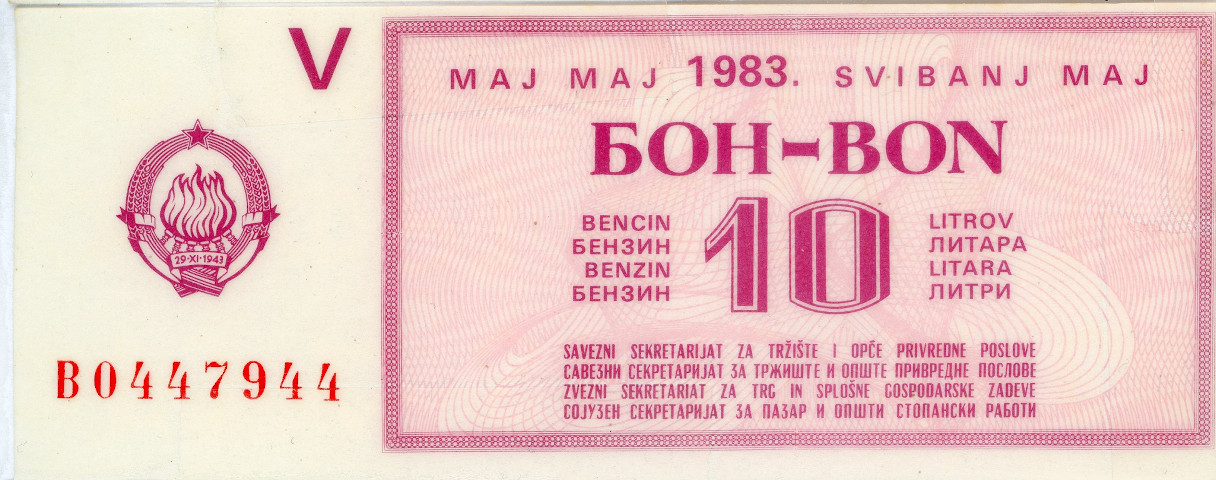 V
MAJ MAJ 1983. SVIBANJ MAJ
БОН-BON
BENCIN
БЕНЗИН
BENZIN
БЕНЗИН
10
LITROV
ЛИТАРА
LITARA
ЛИТРИ
29·XI·1943
B0447944
SAVEZNI SEKRETARIJAT ZA TRŽIŠTE I OPĆE PRIVREDNE POSLOVE
САВЕЗНИ СЕКРЕТАРИЈАТ ЗА ТРЖИШТЕ И ОПШТЕ ПРИВРЕДНЕ ПОСЛОВЕ
ZVEZNI SEKRETARIAT ZA TRG IN SPLOŠNE GOSPODARSKE ZADEVE
СОЈУЗЕН СЕКРЕТАРИЈАТ ЗА ПАЗАР И ОПШТИ СТОПАНСКИ РАБОТИ